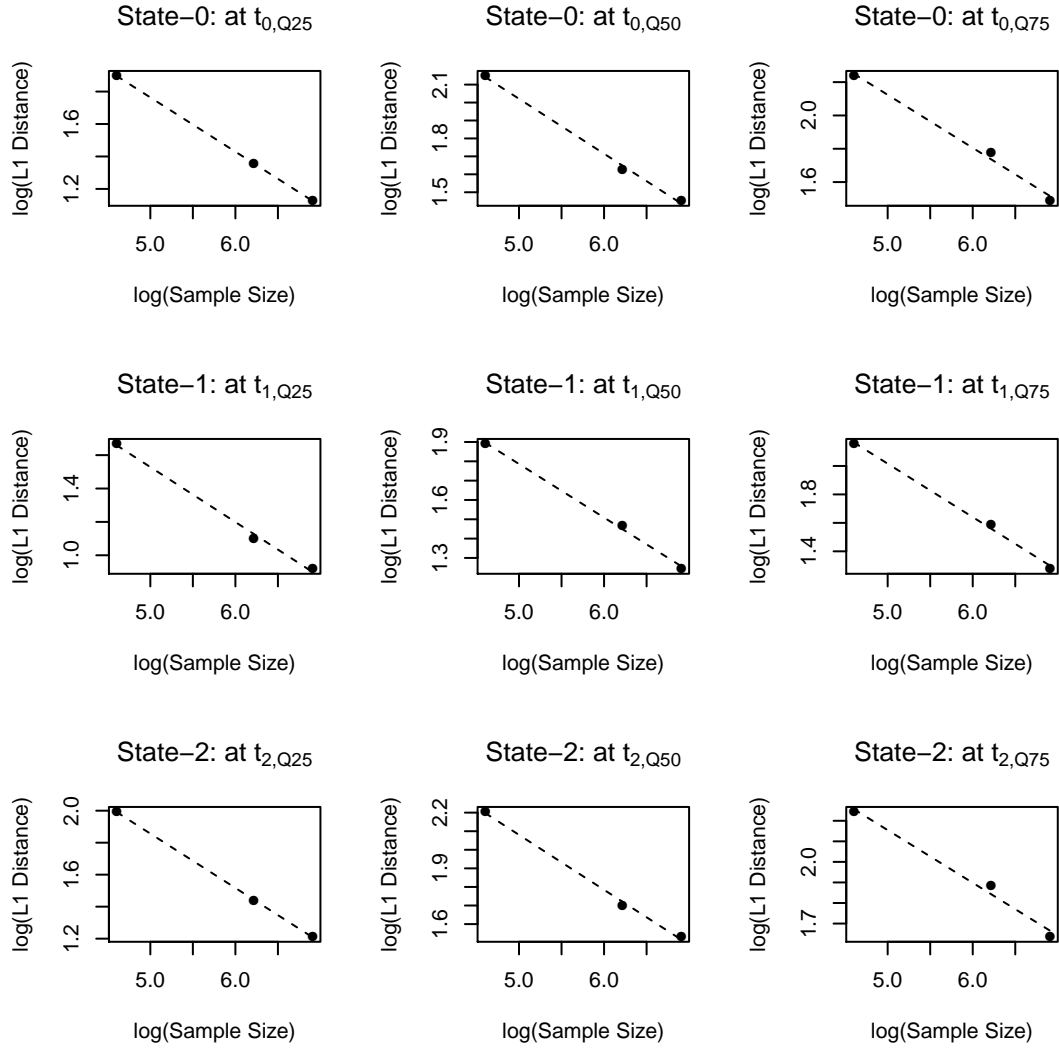 State−0: at t0,Q25
log(L1 Distance)
1.2
1.6
5.0
6.0
log(Sample Size)
State−0: at t0,Q50
log(L1 Distance)
1.5
1.8
2.1
5.0
6.0
log(Sample Size)
State−0: at t0,Q75
log(L1 Distance)
1.6
2.0
5.0
6.0
log(Sample Size)
State−1: at t1,Q25
log(L1 Distance)
1.0
1.4
5.0
6.0
log(Sample Size)
State−1: at t1,Q50
log(L1 Distance)
1.3
1.6
1.9
5.0
6.0
log(Sample Size)
State−1: at t1,Q75
log(L1 Distance)
1.4
1.8
5.0
6.0
log(Sample Size)
State−2: at t2,Q25
log(L1 Distance)
1.2
1.6
2.0
5.0
6.0
log(Sample Size)
State−2: at t2,Q50
log(L1 Distance)
1.6
1.9
2.2
5.0
6.0
log(Sample Size)
State−2: at t2,Q75
log(L1 Distance)
1.7
2.0
5.0
6.0
log(Sample Size)